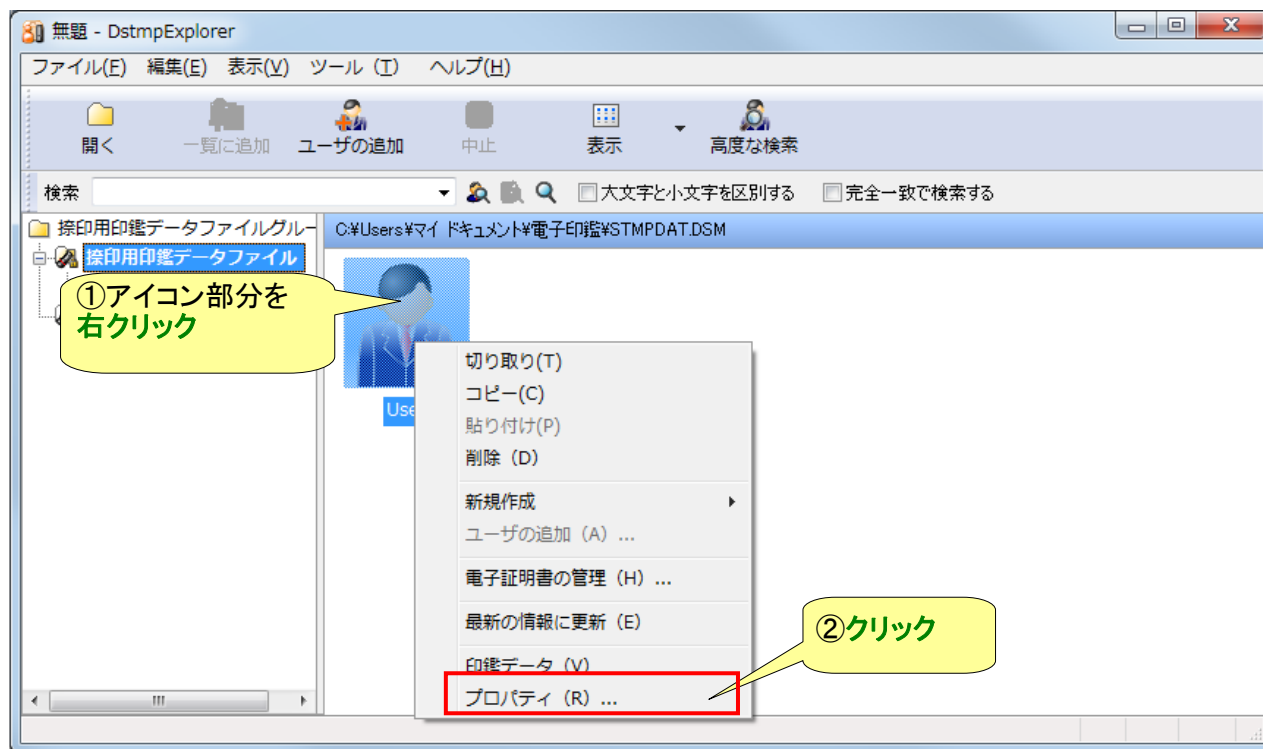 無題 - DstmpExplorer
ファイル(F) 編集(E) 表示(V) ツール (T) ヘルプ(H)
開く 一覧に追加 ユーザの追加 中止 表示 高度な検索
検索 大文字と小文字を区別する 完全一致で検索する
捺印用印鑑データファイルグルー
C:¥Users¥マイ ドキュメント¥電子印鑑¥STMPDAT.DSM
捺印用印鑑データファイル
①アイコン部分を
右クリック
Use
切り取り(T)
コピー(C)
貼り付け(P)
削除 (D)
新規作成
ユーザの追加 (A) ...
電子証明書の管理 (H) ...
最新の情報に更新 (E)
印鑑データ (V)
プロパティ (R) ...
②クリック